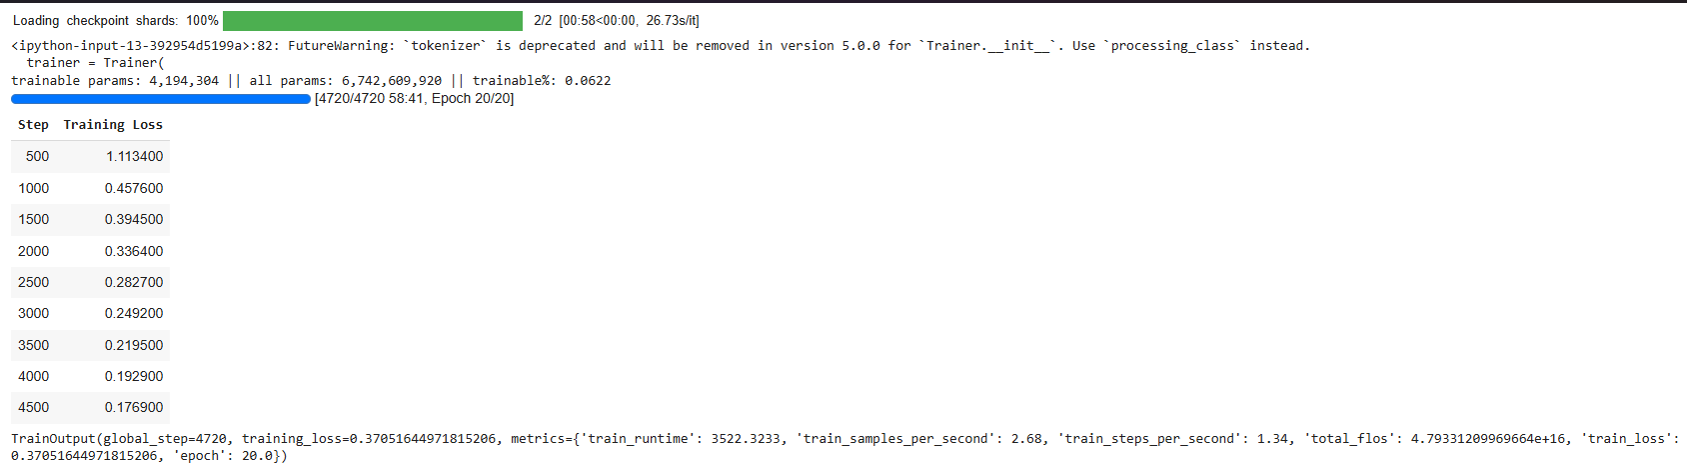 Loading checkpoint shards: 100% 2/2 [00:58<00:00, 26.73s/it]
<ipython-input-13-392954d5199a>:82: FutureWarning: `tokenizer` is deprecated and will be removed in version 5.0.0 for `Trainer.__init__`. Use `processing_class` instead.
  trainer = Trainer(
trainable params: 4,194,304 || all params: 6,742,609,920 || trainable%: 0.0622
[4720/4720 58:41, Epoch 20/20]
Step Training Loss
500 1.113400
1000 0.457600
1500 0.394500
2000 0.336400
2500 0.282700
3000 0.249200
3500 0.219500
4000 0.192900
4500 0.176900
TrainOutput(global_step=4720, training_loss=0.37051644971815206, metrics={'train_runtime': 3522.3233, 'train_samples_per_second': 2.68, 'train_steps_per_second': 1.34, 'total_flos': 4.79331209969664e+16, 'train_loss':
0.37051644971815206, 'epoch': 20.0})